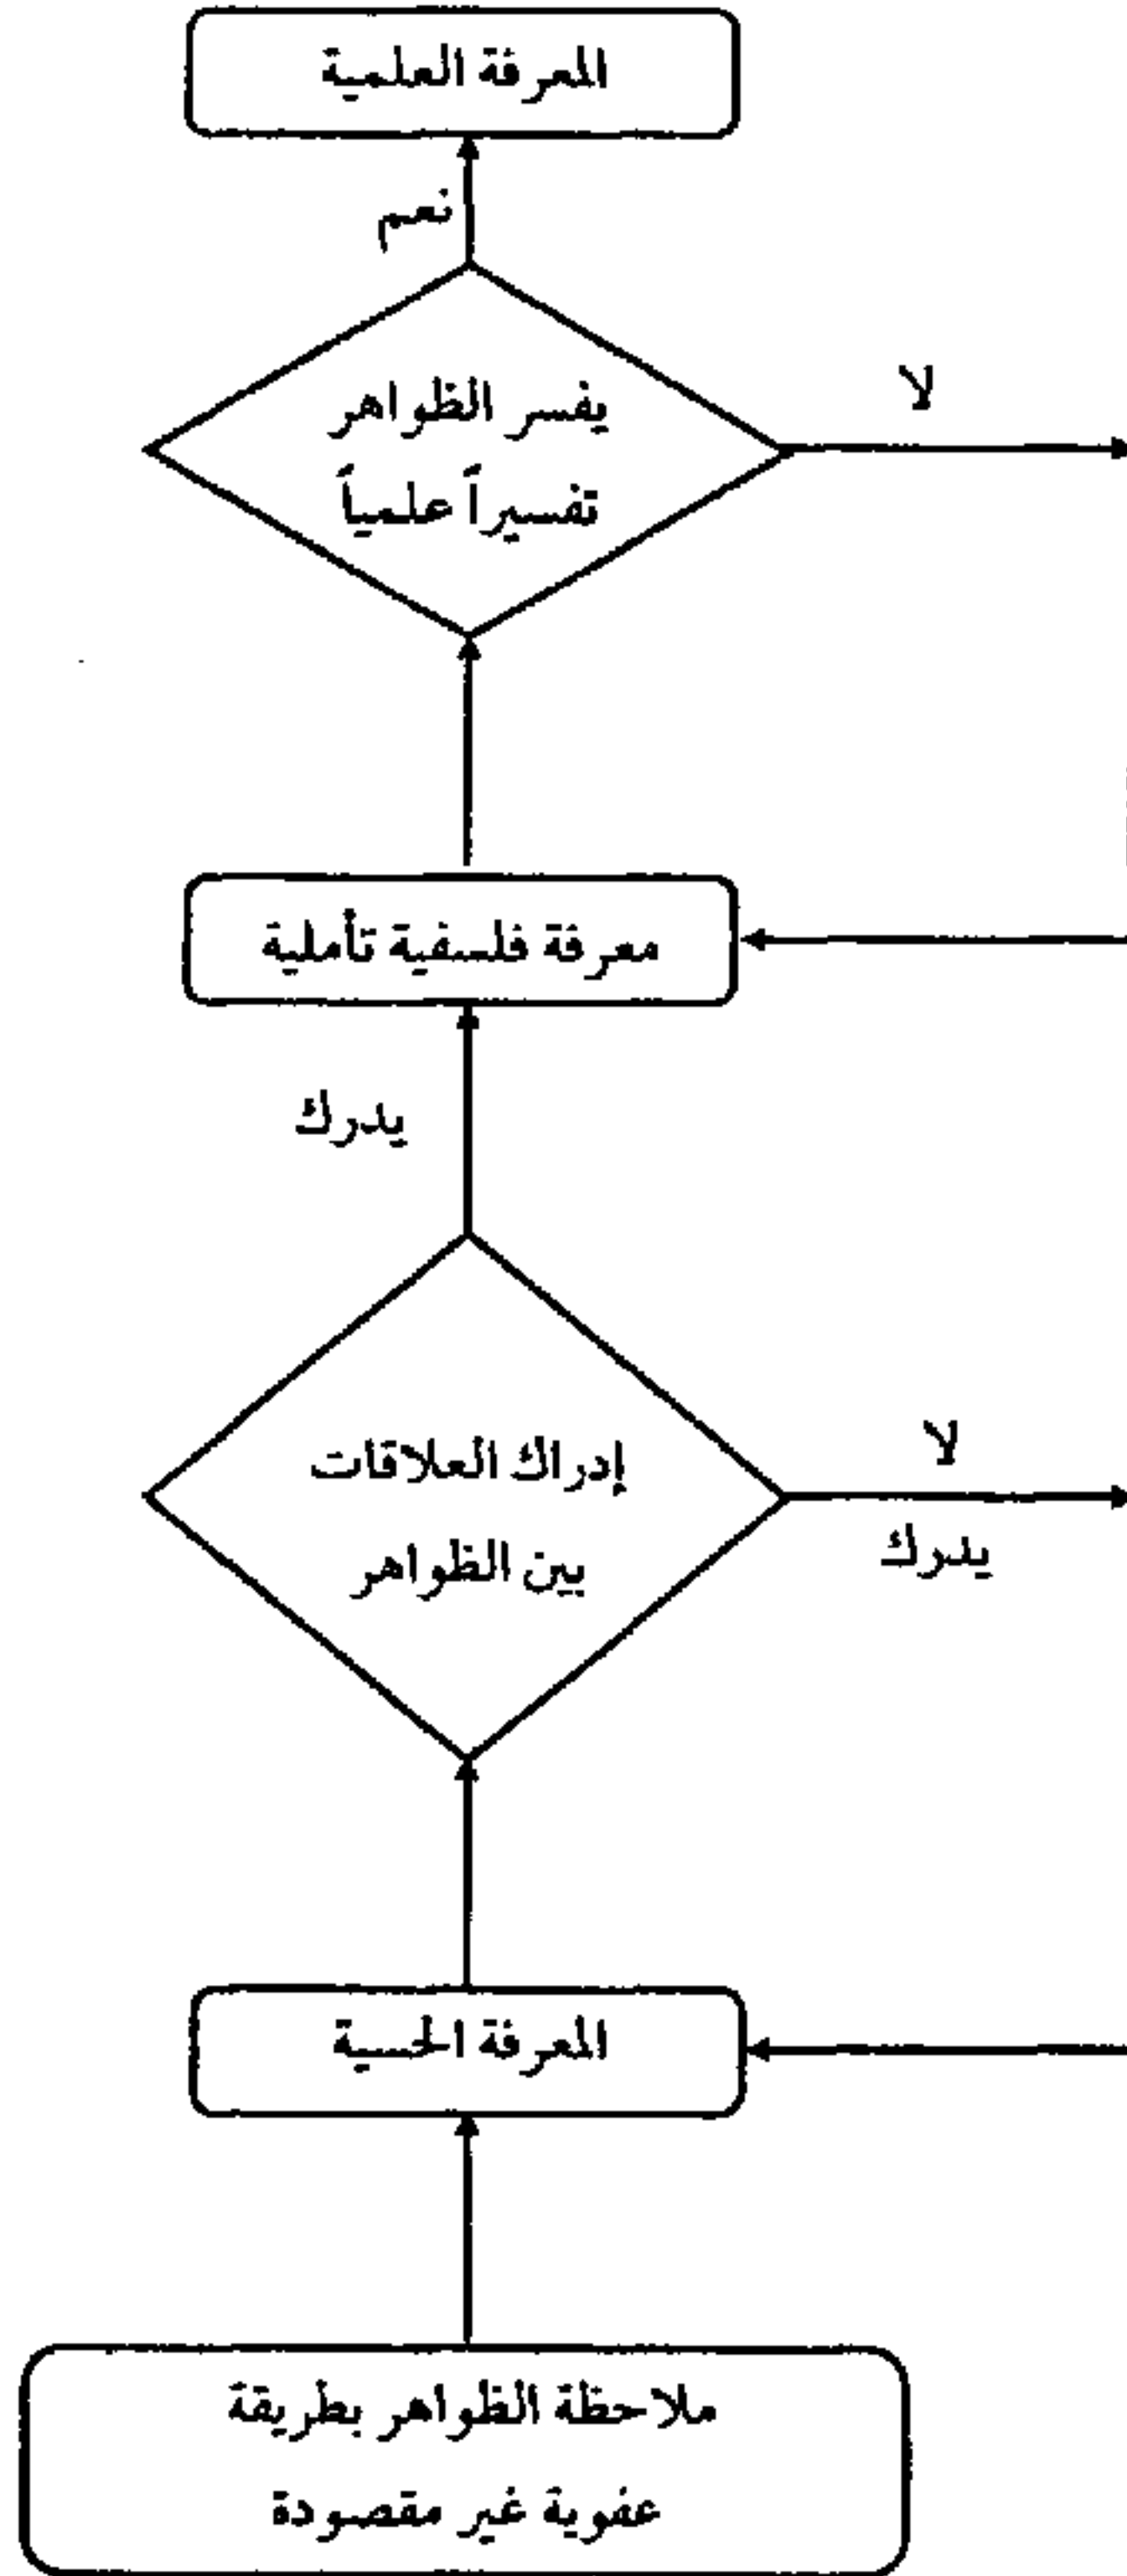 المعرفة العلمية
نعم
يفسر الظواهر
لا
تفسيراً علمياً
معرفة فلسفية تأملية
يدرك
إدراك العلاقات
لا
بين الظواهر
يدرك
المعرفة الحسية
ملاحظة الظواهر بطريقة
عفوية غير مقصودة